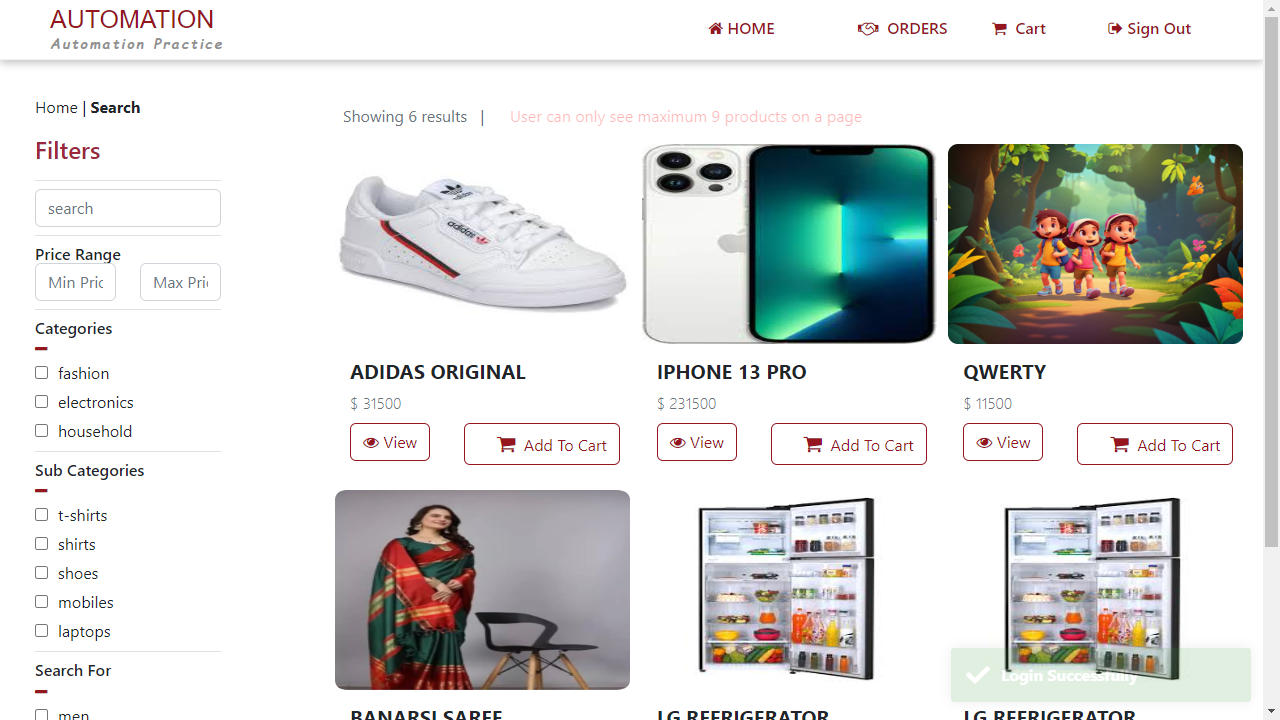 AUTOMATION
Automation Practice
HOME
ORDERS
Cart
Sign Out
Home | Search
Filters
search
Price Range
Min Pric
Max Pric
Categories
fashion
electronics
household
Sub Categories
t-shirts
shirts
shoes
mobiles
laptops
Search For
men
Showing 6 results |
User can only see maximum 9 products on a page
adidas
adidas
ADIDAS ORIGINAL
$ 31500
View
Add To Cart
IPHONE 13 PRO
$ 231500
View
Add To Cart
QWERTY
$ 11500
View
Add To Cart
BANARSI SAREE
LG REFRIGERATOR
LG REFRIGERATOR
Login Successfully